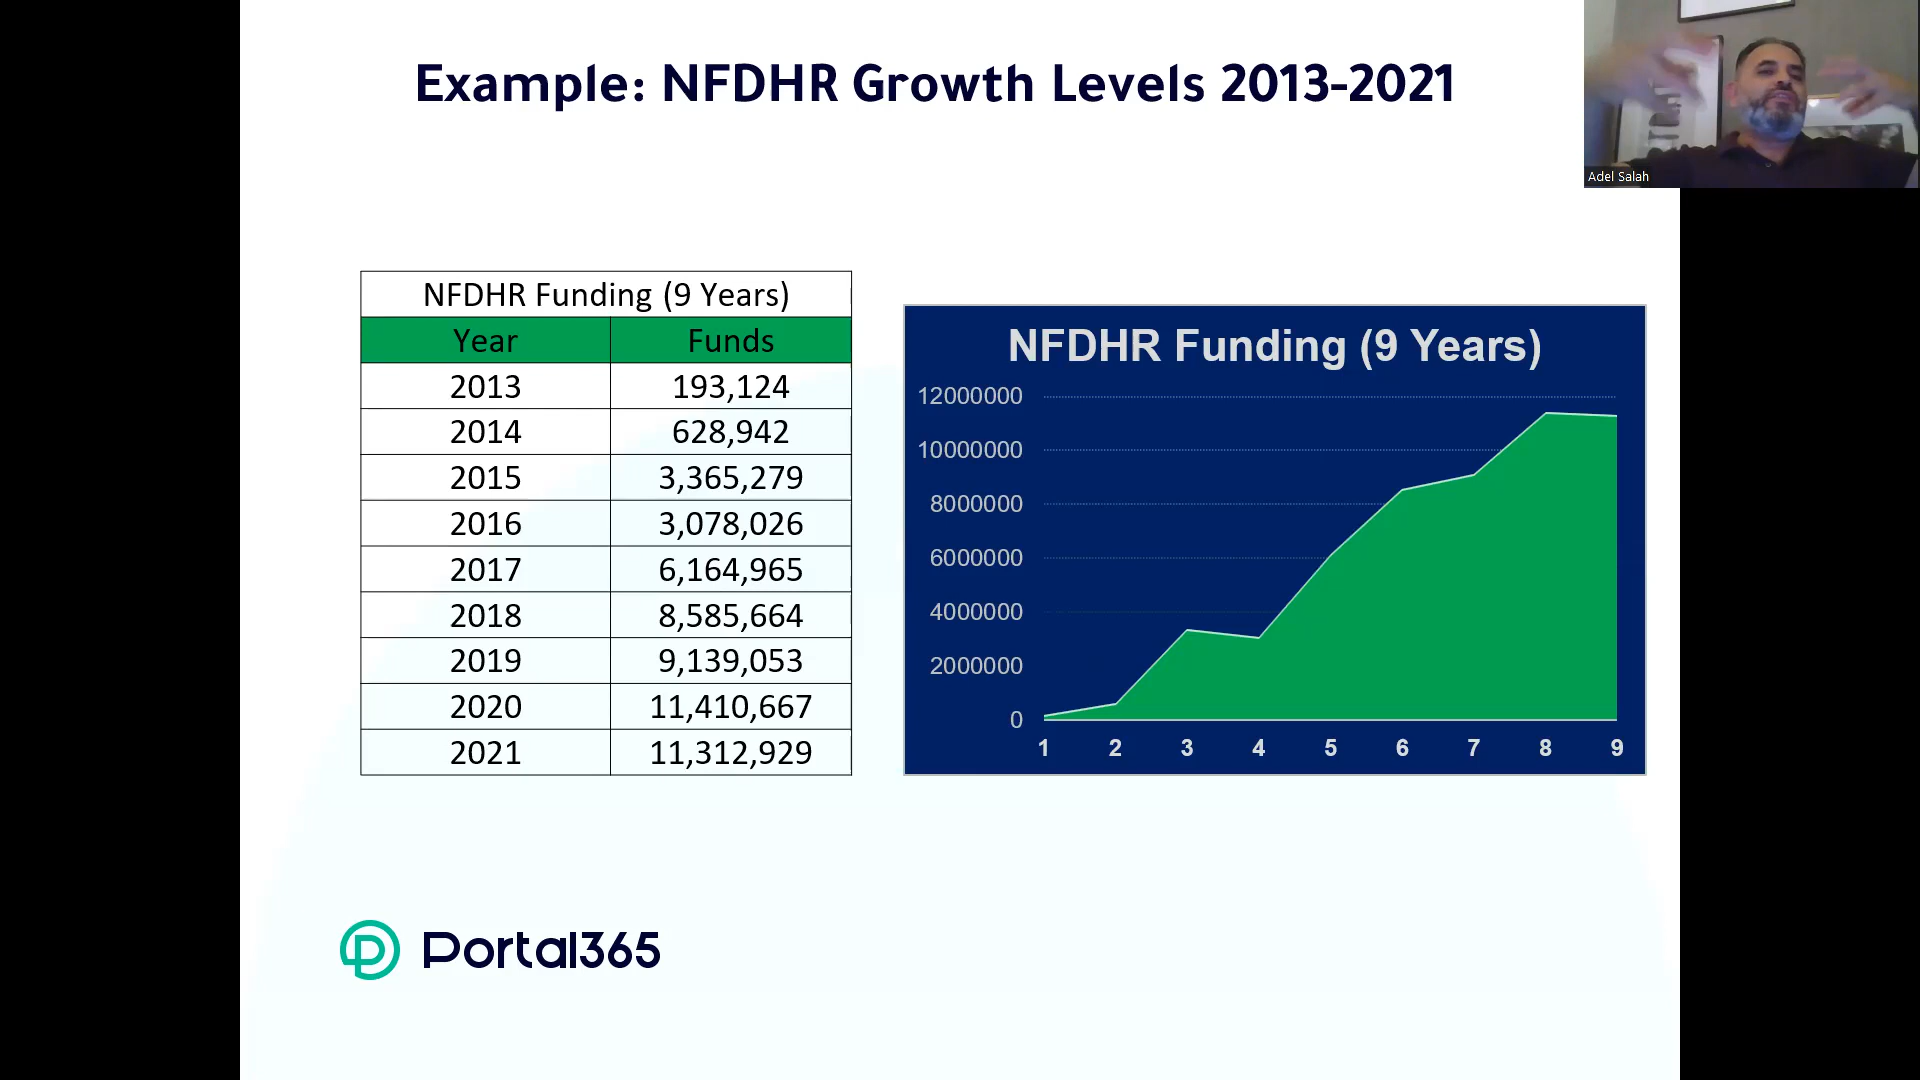 Example: NFDHR Growth Levels 2013-2021
Adel Salah
NFDHR Funding (9 Years)
Year Funds
2013 193,124
2014 628,942
2015 3,365,279
2016 3,078,026
2017 6,164,965
2018 8,585,664
2019 9,139,053
2020 11,410,667
2021 11,312,929
NFDHR Funding (9 Years)
12000000
10000000
8000000
6000000
4000000
2000000
0
1 2 3 4 5 6 7 8 9
Portal365